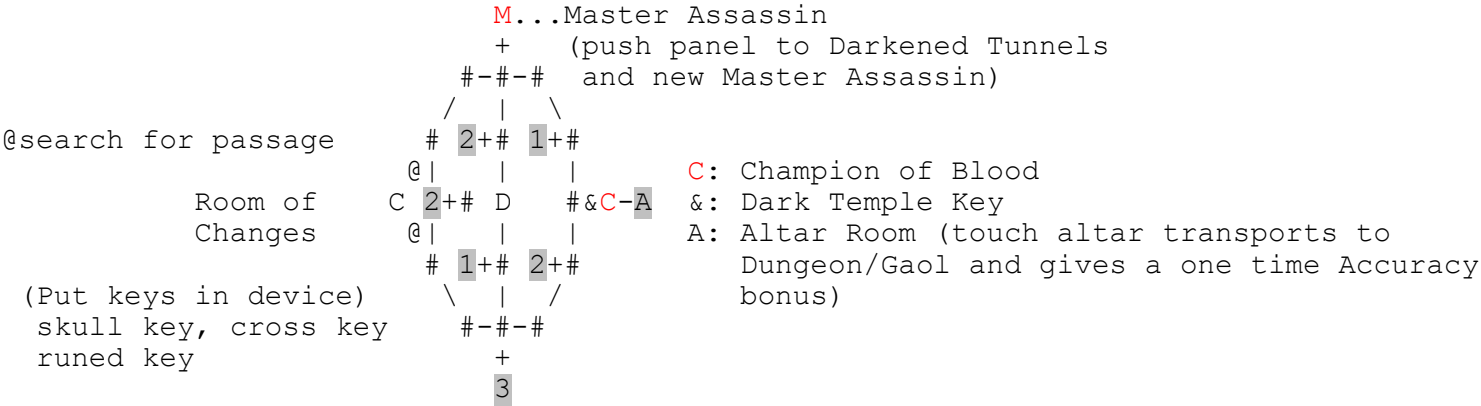 M...Master Assassin
+ (push panel to Darkened Tunnels
#-#-# and new Master Assassin)
/ | \
@search for passage # 2+# 1+#
@| | | C: Champion of Blood
Room of C 2+# D #&C-A &: Dark Temple Key
Changes @| | | A: Altar Room (touch altar transports to
# 1+# 2+# Dungeon/Gaol and gives a one time Accuracy
(Put keys in device) \ | / bonus)
skull key, cross key #-#-#
runed key +
3